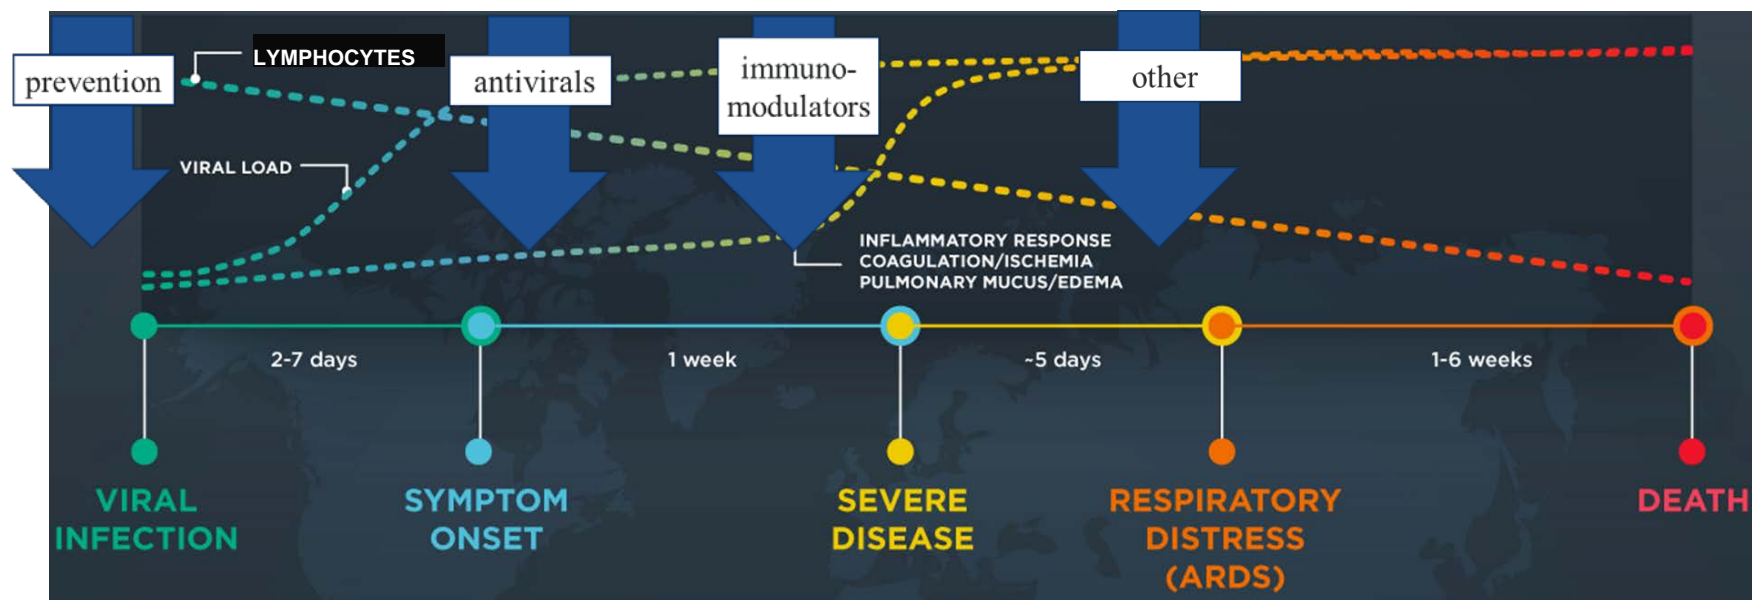 LYMPHOCYTES
prevention
antivirals
immuno-
modulators
other
VIRAL LOAD
INFLAMMATORY RESPONSE
COAGULATION/ISCHEMIA
PULMONARY MUCUS/EDEMA
2-7 days
1 week
~5 days
1-6 weeks
VIRAL
INFECTION
SYMPTOM
ONSET
SEVERE
DISEASE
RESPIRATORY
DISTRESS
(ARDS)
DEATH